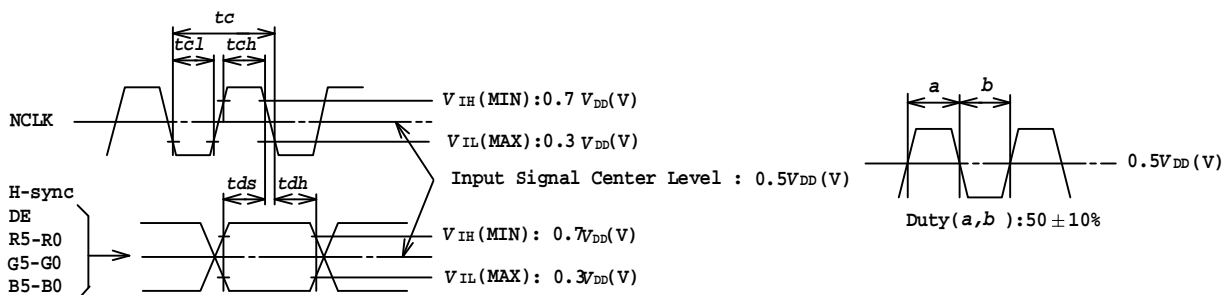 tc
tcl tch
NCLK
VIH(MIN):0.7 VDD(V)
VIL(MAX):0.3 VDD(V)
Input Signal Center Level : 0.5VDD(V)
tds tdh
H-sync
DE
R5-R0
G5-G0
B5-B0
VIH(MIN): 0.7VDD(V)
VIL(MAX): 0.3VDD(V)
a b
0.5VDD(V)
Duty(a,b ):50±10%